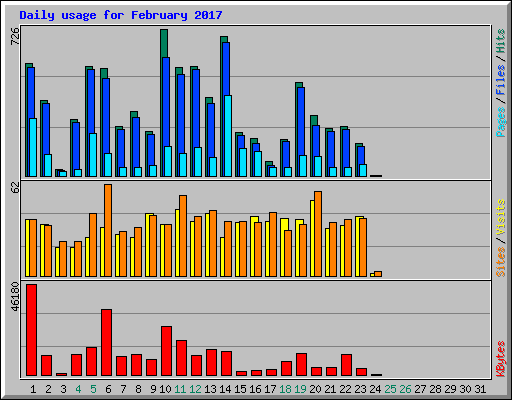 Daily usage for February 2017
726
Pages/Files/Hits
62
Sites/Visits
46180
KBytes
1 2 3 4 5 6 7 8 9 10 11 12 13 14 15 16 17 18 19 20 21 22 23 24 25 26 27 28 29 30 31